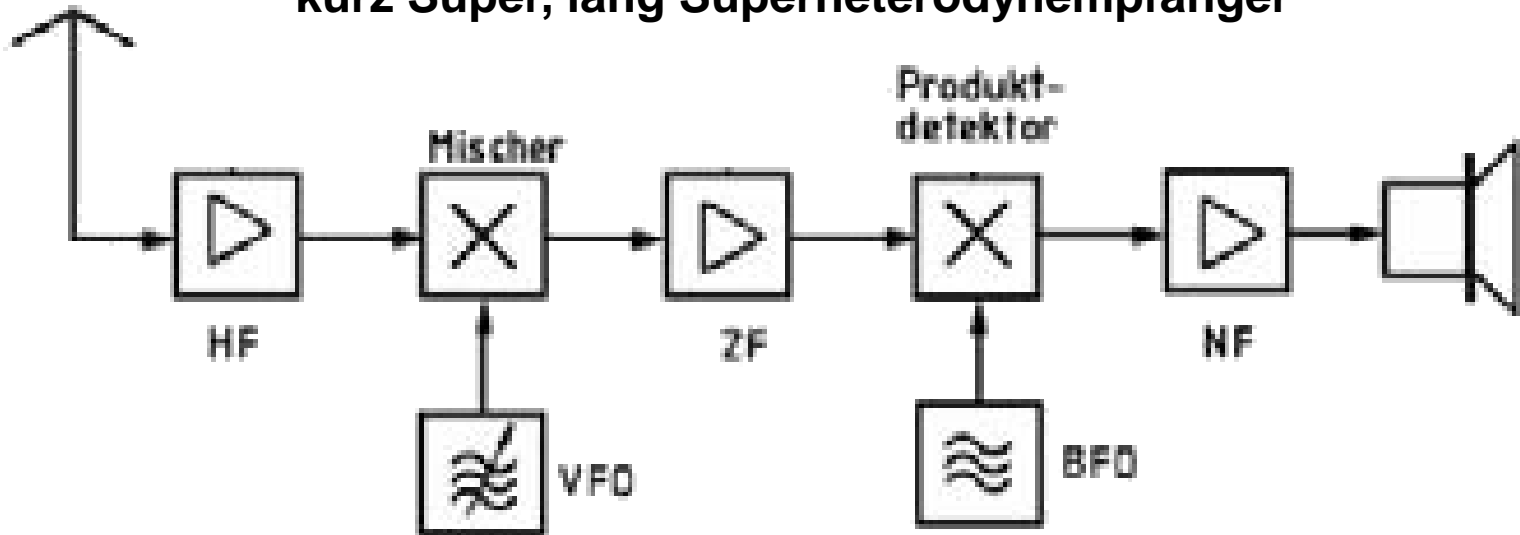 kurz Super, lang Superheterodynempfänger
Produkt-
detektor
Mischer
HF
ZF
NF
VFO
BFO